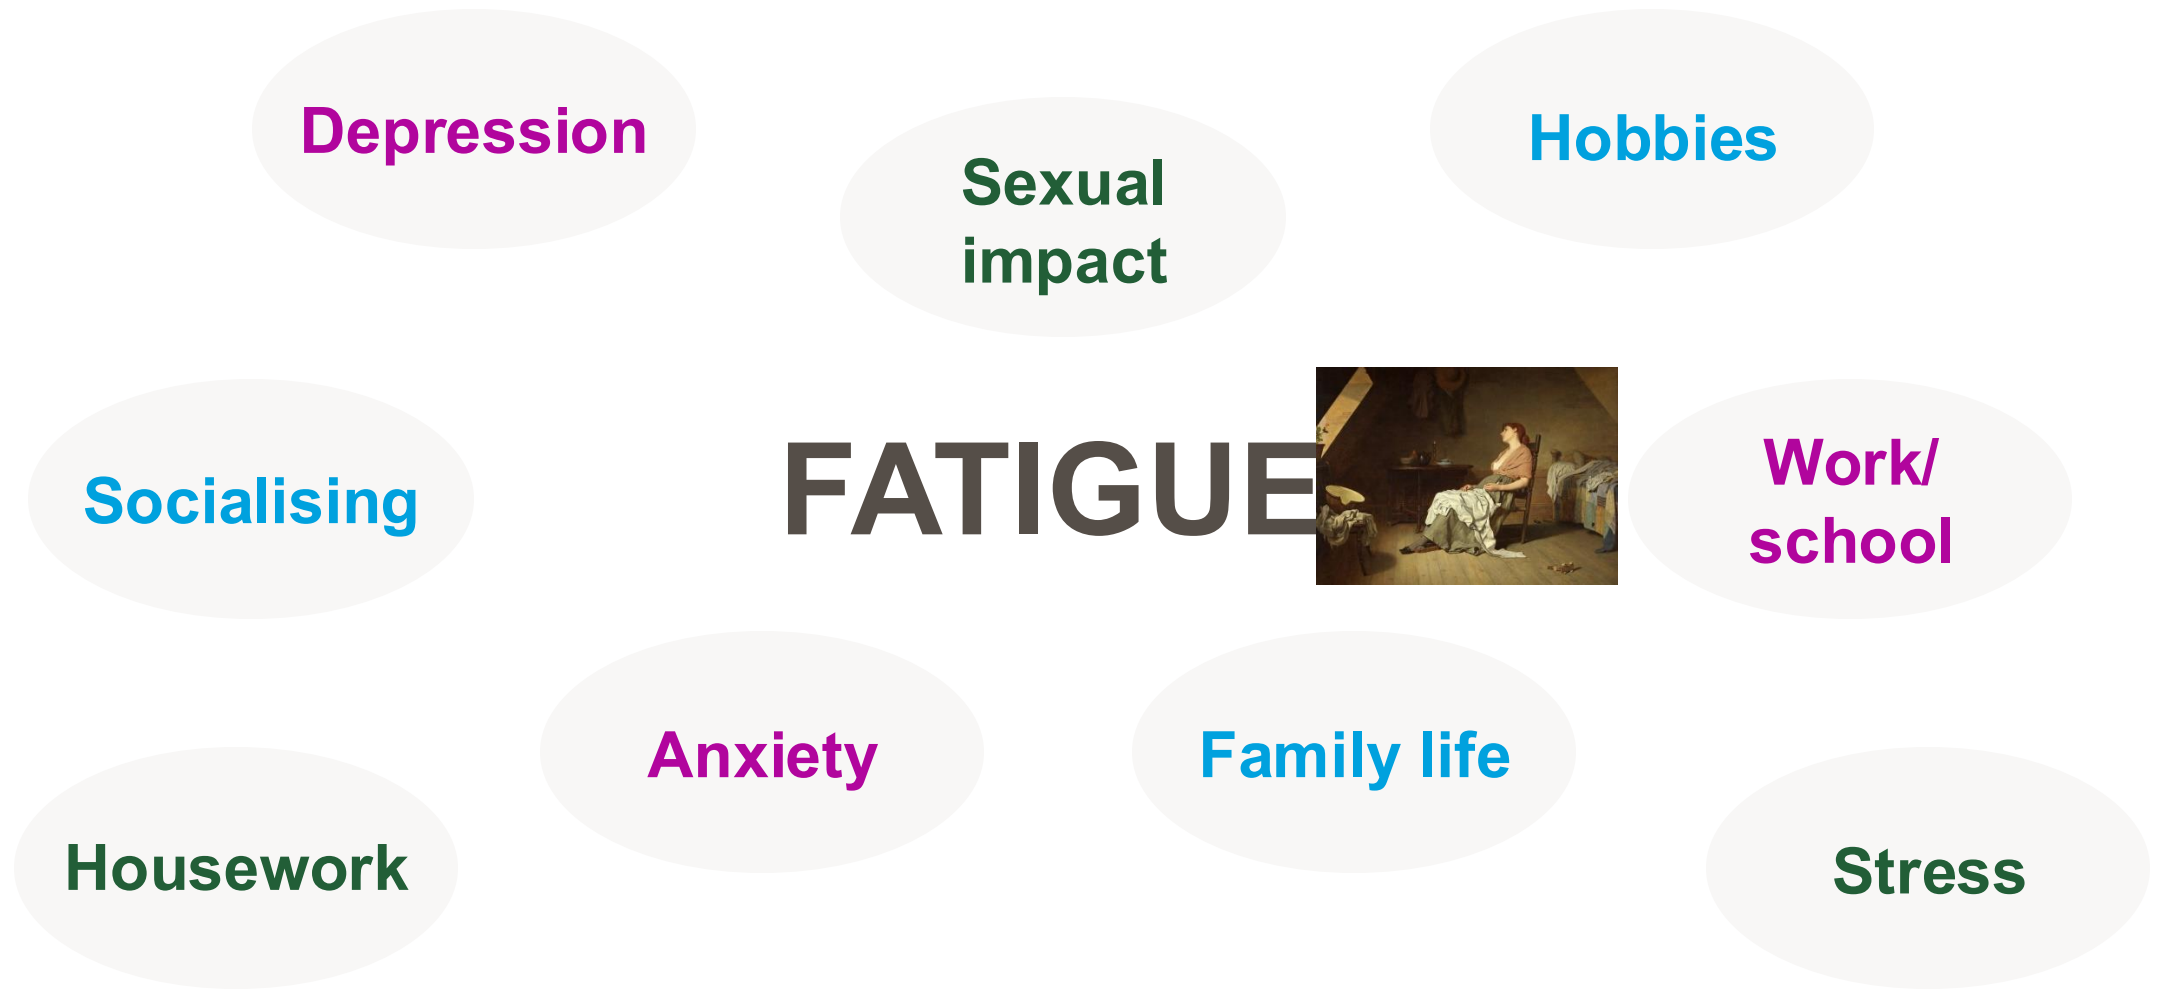 Depression
Hobbies
Sexual
impact
FATIGUE
Socialising
Work/
school
Anxiety
Family life
Housework
Stress